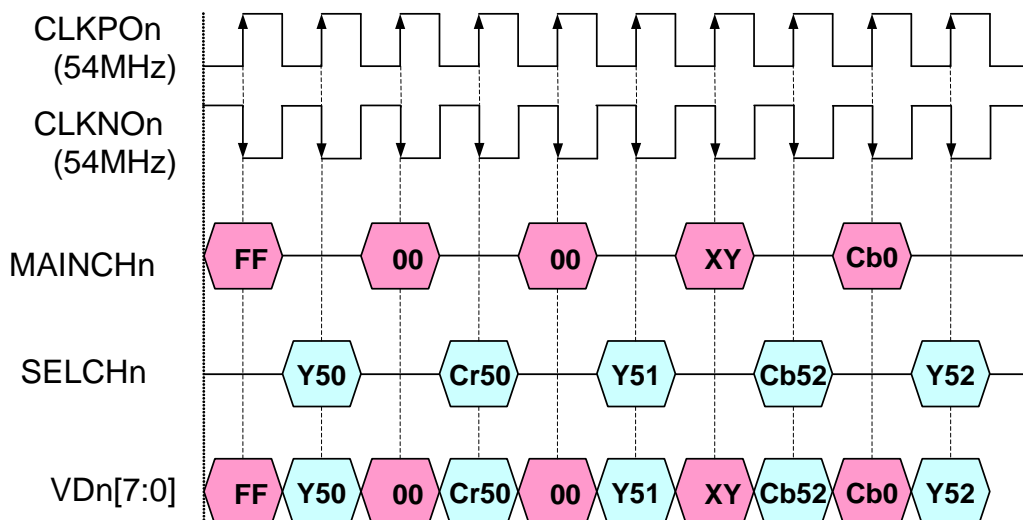 CLKPOn
(54MHz)
CLKNOn
(54MHz)
MAINCHn FF 00 00 XY Cb0
SELCHn Y50 Cr50 Y51 Cb52 Y52
VDn[7:0] FF Y50 00 Cr50 00 Y51 XY Cb52 Cb0 Y52